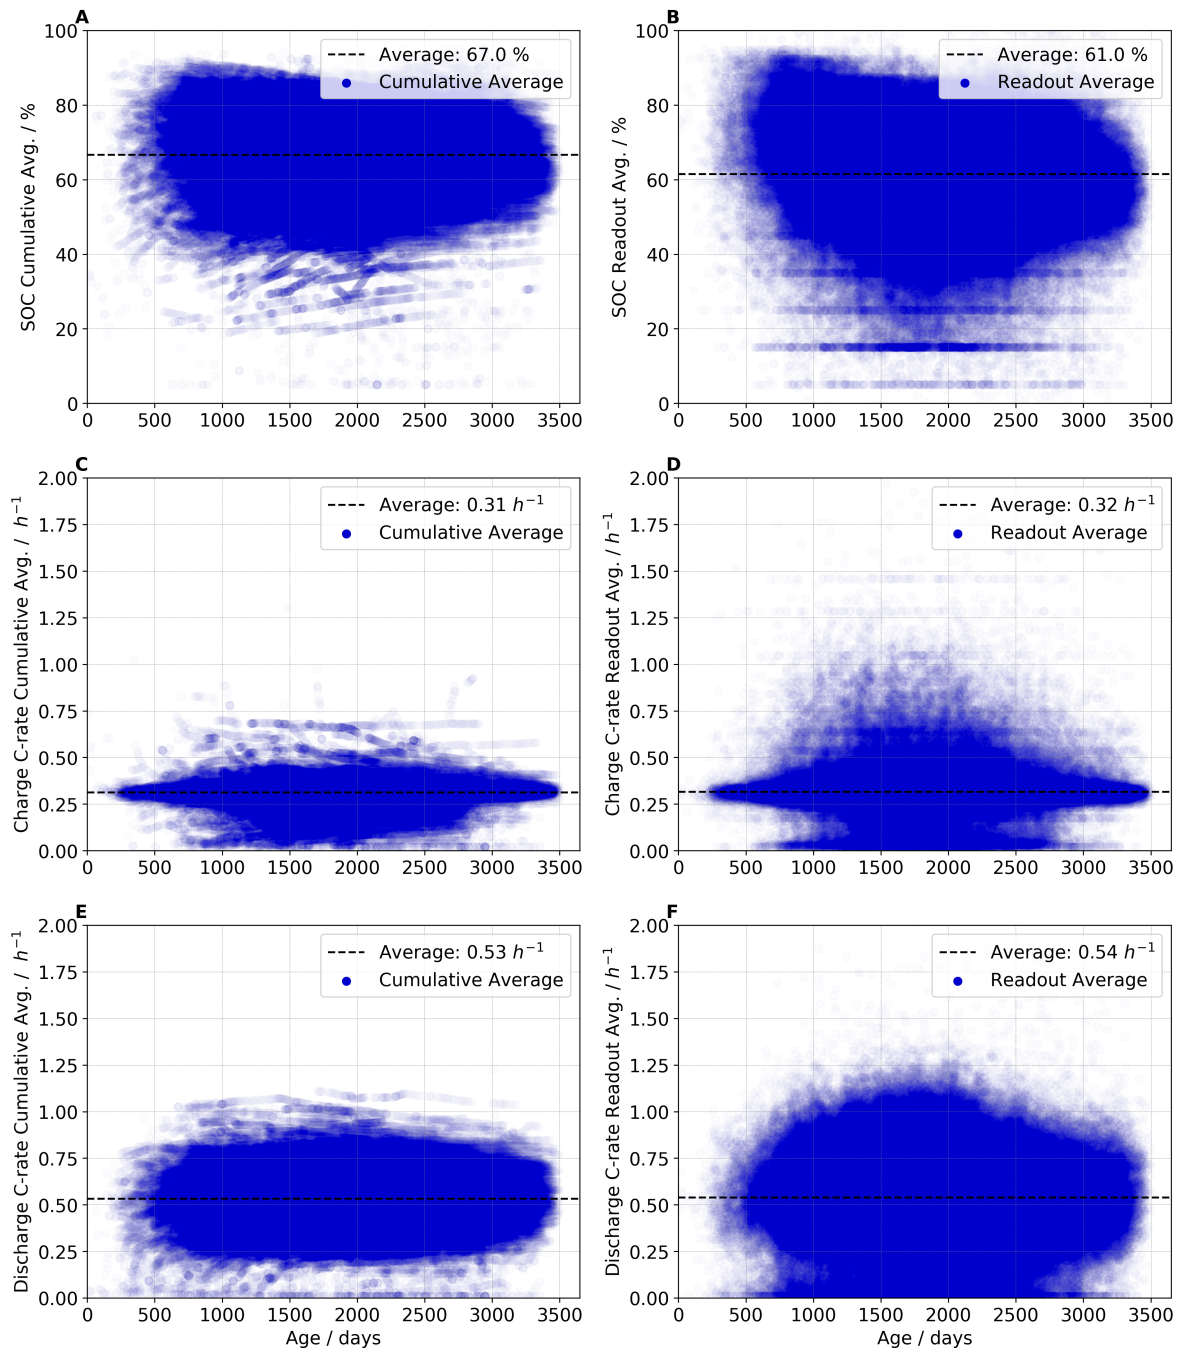 A
100
80
60
40
20
0
SOC Cumulative Avg. / %
Average: 67.0 %
Cumulative Average
0 500 1000 1500 2000 2500 3000 3500
B
100
80
60
40
20
0
SOC Readout Avg. / %
Average: 61.0 %
Readout Average
0 500 1000 1500 2000 2500 3000 3500
C
2.00
1.75
1.50
1.25
1.00
0.75
0.50
0.25
0.00
Charge C-rate Cumulative Avg. / h⁻¹
Average: 0.31 h⁻¹
Cumulative Average
0 500 1000 1500 2000 2500 3000 3500
D
2.00
1.75
1.50
1.25
1.00
0.75
0.50
0.25
0.00
Charge C-rate Readout Avg. / h⁻¹
Average: 0.32 h⁻¹
Readout Average
0 500 1000 1500 2000 2500 3000 3500
E
2.00
1.75
1.50
1.25
1.00
0.75
0.50
0.25
0.00
Discharge C-rate Cumulative Avg. / h⁻¹
Average: 0.53 h⁻¹
Cumulative Average
0 500 1000 1500 2000 2500 3000 3500
Age / days
F
2.00
1.75
1.50
1.25
1.00
0.75
0.50
0.25
0.00
Discharge C-rate Readout Avg. / h⁻¹
Average: 0.54 h⁻¹
Readout Average
0 500 1000 1500 2000 2500 3000 3500
Age / days